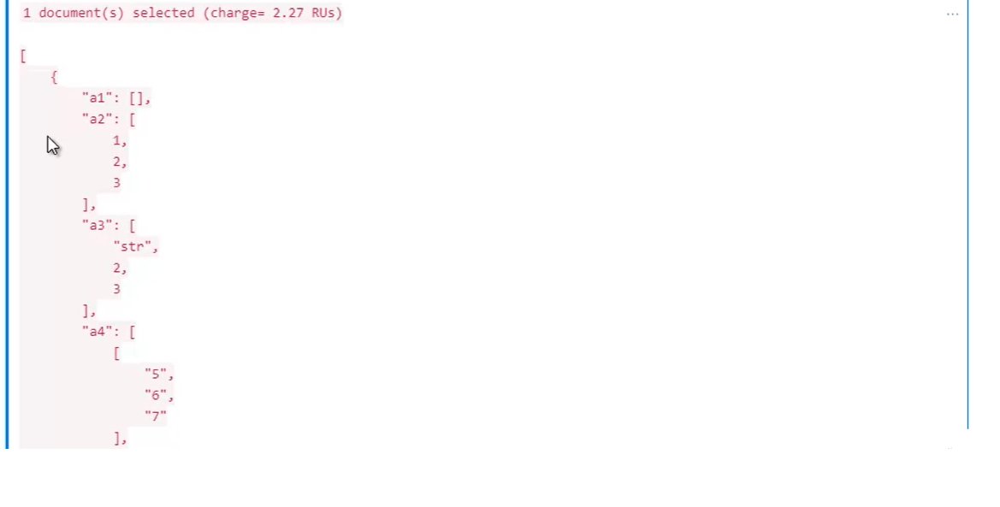 1 document(s) selected (charge= 2.27 RUs)
...
[
    {
        "a1": [],
        "a2": [
            1,
            2,
            3
        ],
        "a3": [
            "str",
            2,
            3
        ],
        "a4": [
            [
                "5",
                "6",
                "7"
            ],